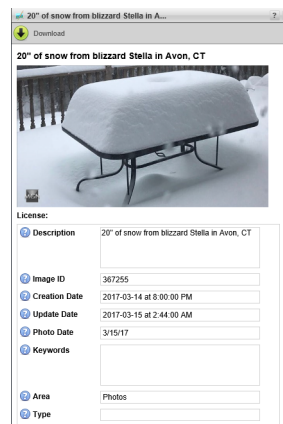 20" of snow from blizzard Stella in A...
?
Download
20" of snow from blizzard Stella in Avon, CT
License:
? Description
20" of snow from blizzard Stella in Avon, CT
? Image ID
367255
? Creation Date
2017-03-14 at 8:00:00 PM
? Update Date
2017-03-15 at 2:44:00 AM
? Photo Date
3/15/17
? Keywords
? Area
Photos
? Type